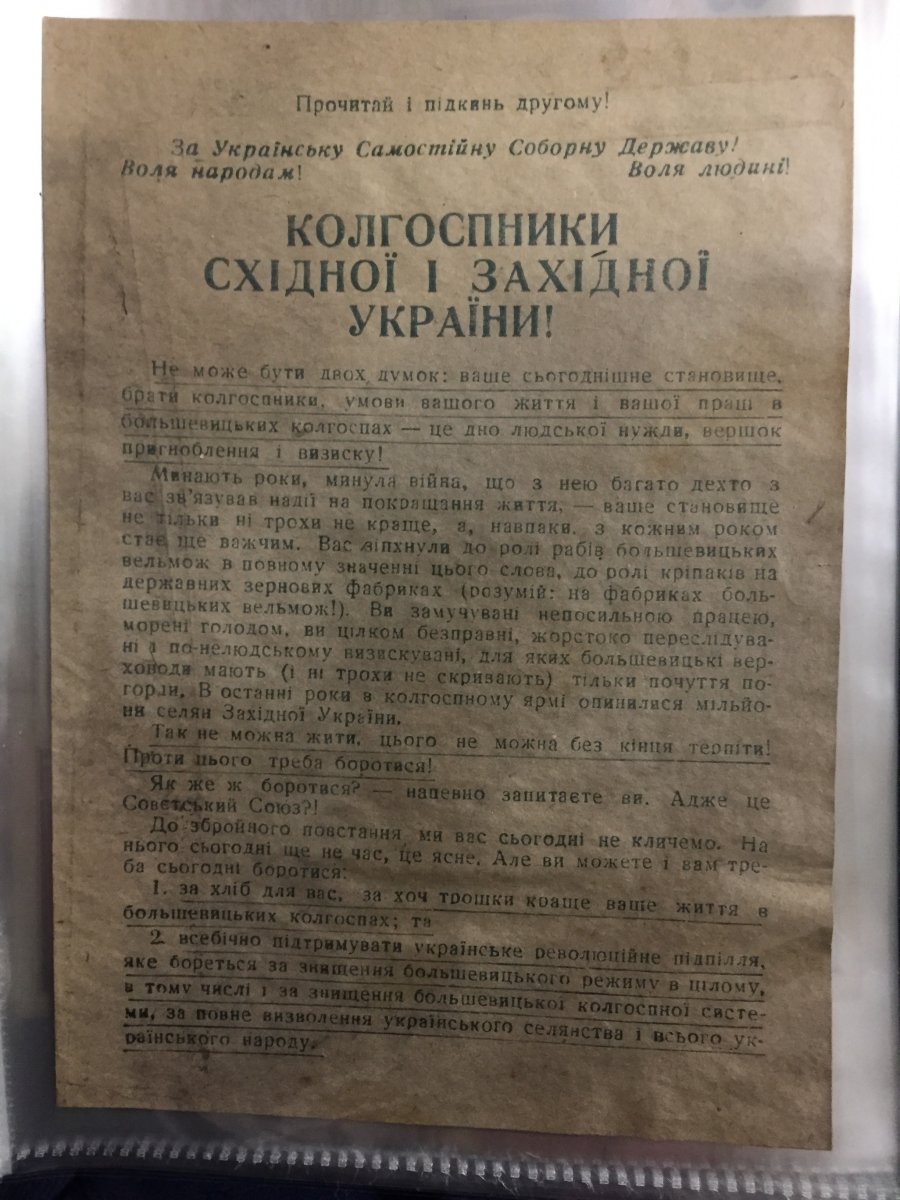 Прочитай і підкинь другому!
За Українську Самостійну Соборну Державу!
Воля народам! Воля людині!
КОЛГОСПНИКИ
СХІДНОЇ І ЗАХІДНОЇ
УКРАЇНИ!
Не може бути двох думок: ваше сьогоднішнє становище,
брати колгоспники, умови вашого життя і вашої праці в
большевицьких колгоспах — це дно людської нужди, вершок
пригноблення і визиску!
Минають роки, минула війна, що з нею багато дехто з
вас зв'язував надії на покращання життя, — ваше становище
не тільки ні трохи не краще, а, навпаки, з кожним роком
стає ще важчим. Вас віпхнули до ролі рабів большевицьких
вельмож в повному значенні цього слова, до ролі кріпаків на
державних зернових фабриках (розумій: на фабриках боль-
шевицьких вельмож!). Ви замучувані непосильною працею,
морені голодом, ви цілком безправні, жорстоко переслідува-
ні і по-нелюдському визискувані, для яких большевицькі вер-
ховоди мають (і ні трохи не скривають) тільки почуття по-
горди. В останні роки в колгоспному ярмі опинилися мільйо-
ни селян Західної України.
Так не можна жити, цього не можна без кінця терпіти!
Проти цього треба боротися!
Як же ж боротися? — напевно запитаєте ви. Адже це
Совєтський Союз?!
До збройного повстання ми вас сьогодні не кличемо. На
нього сьогодні ще не час, це ясне. Але ви можете і вам тре-
ба сьогодні боротися:
1. за хліб для вас, за хоч трошки краще ваше життя в
большевицьких колгоспах; та
2. всебічно підтримувати українське революційне підпілля,
яке бореться за знищення большевицького режиму в цілому,
в тому числі і за знищення большевицької колгоспної систе-
ми, за повне визволення українського селянства і всього ук-
раїнського народу.